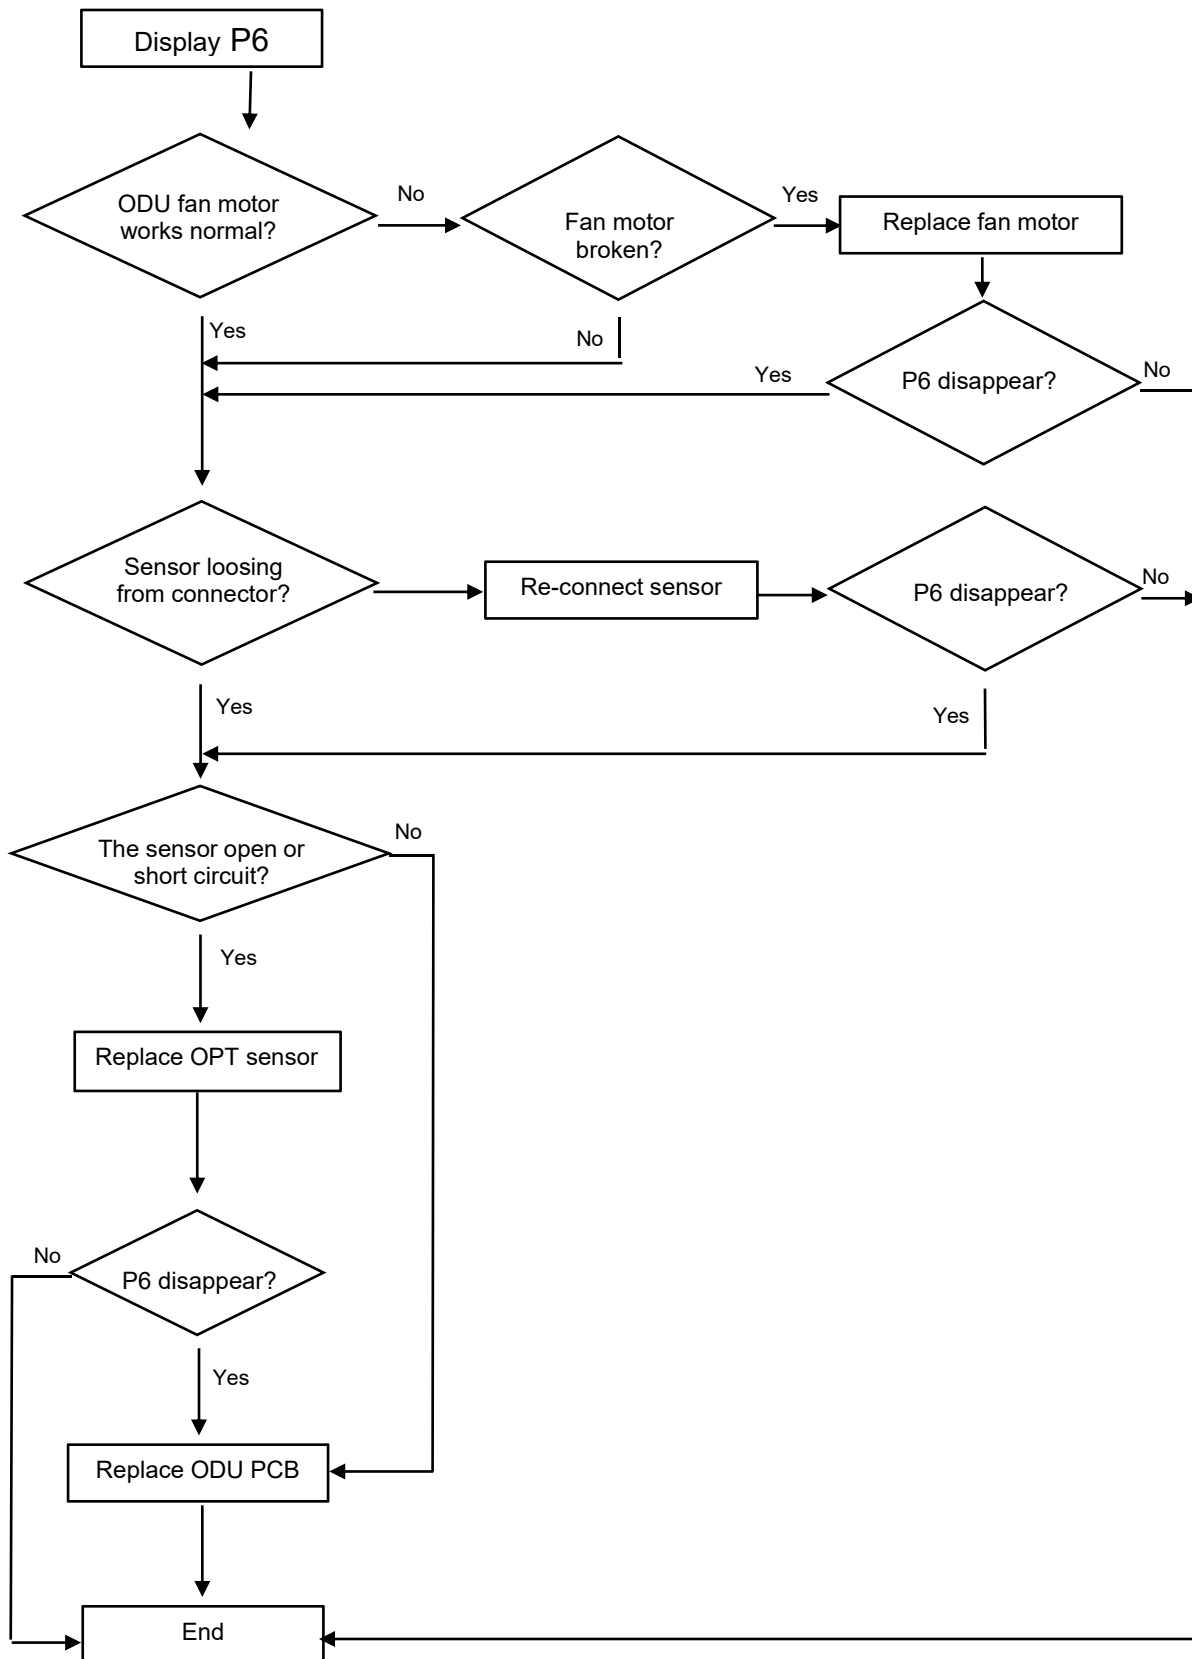 Display P6
ODU fan motor
works normal?
No
Fan motor
broken?
Yes
Replace fan motor
Yes
No
Yes
P6 disappear?
No
Sensor loosing
from connector?
Re-connect sensor
P6 disappear?
No
Yes
Yes
The sensor open or
short circuit?
No
Yes
Replace OPT sensor
No
P6 disappear?
Yes
Replace ODU PCB
End